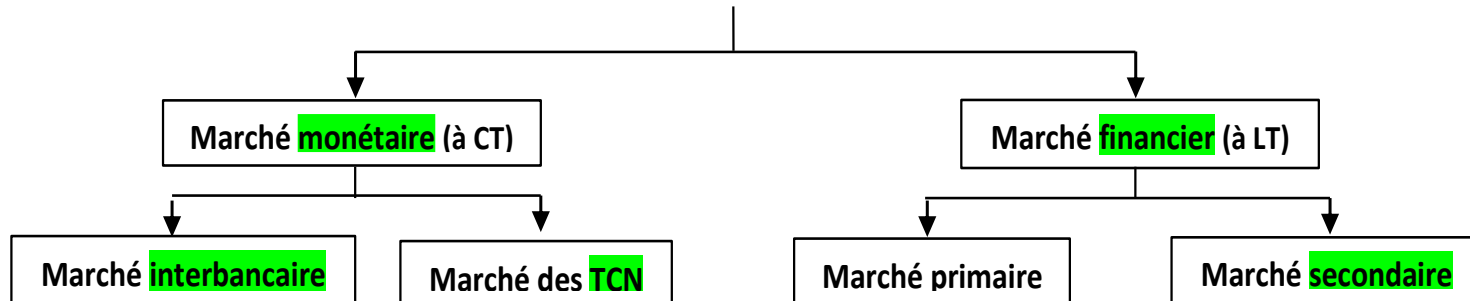 Marché monétaire (à CT)
Marché financier (à LT)
Marché interbancaire
Marché des TCN
Marché primaire
Marché secondaire